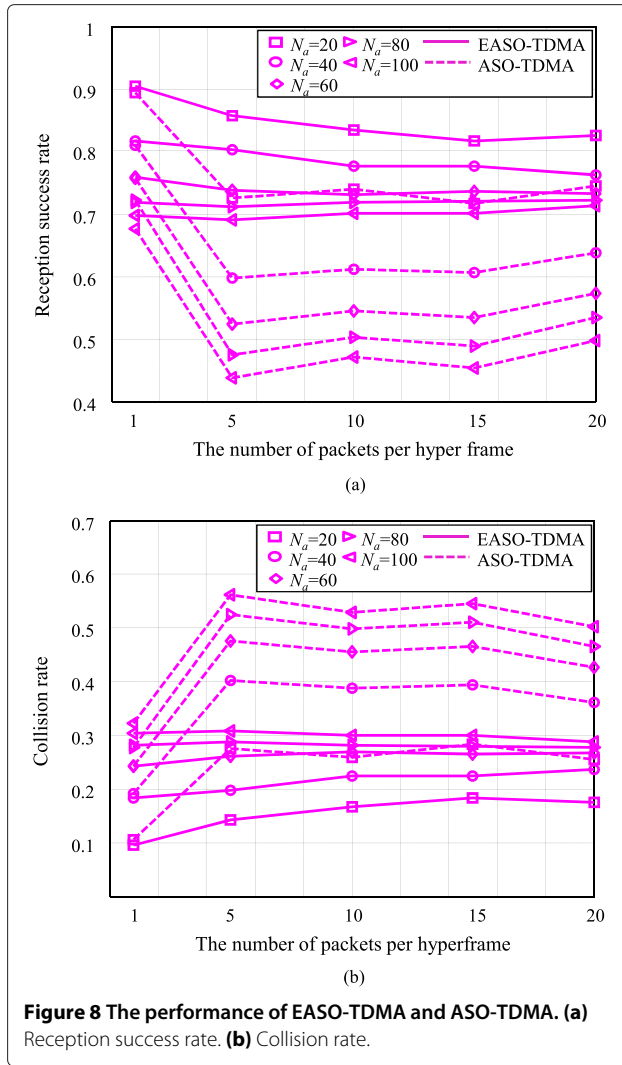 1
0.9
0.8
0.7
0.6
0.5
0.4
Reception success rate
Nₐ=20 Nₐ=80 EASO-TDMA
Nₐ=40 Nₐ=100 ASO-TDMA
Nₐ=60
1 5 10 15 20
The number of packets per hyper frame
(a)
0.7
0.6
0.5
0.4
0.3
0.2
0.1
Collision rate
Nₐ=20 Nₐ=80 EASO-TDMA
Nₐ=40 Nₐ=100 ASO-TDMA
Nₐ=60
1 5 10 15 20
The number of packets per hyperframe
(b)
Figure 8 The performance of EASO-TDMA and ASO-TDMA. (a)
Reception success rate. (b) Collision rate.